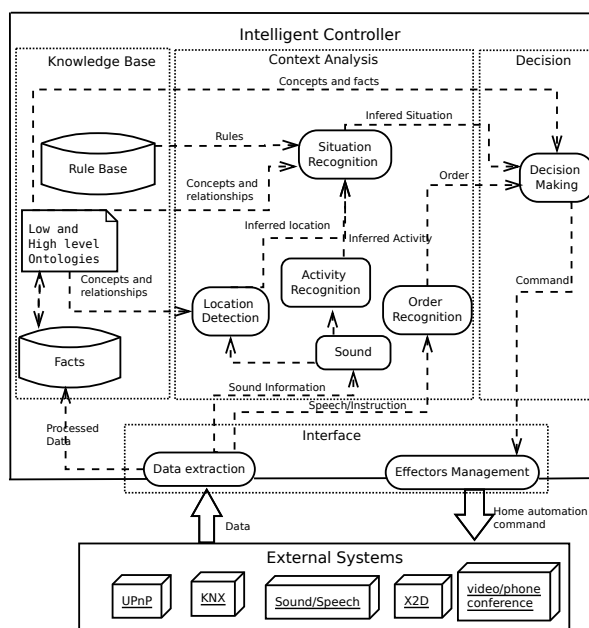 Intelligent Controller
Knowledge Base
Context Analysis
Decision
Concepts and facts
Infered Situation
Rules
Situation
Recognition
Rule Base
Decision
Making
Order
Concepts and
relationships
Low and
High level
Ontologies
Inferred location
Inferred Activity
Concepts and
relationships
Location
Detection
Activity
Recognition
Order
Recognition
Command
Sound
Facts
Sound Information
Speech/Instruction
Processed
Data
Interface
Data extraction
Effectors Management
Data
Home automation
command
External Systems
UPnP
KNX
Sound/Speech
X2D
video/phone
conference